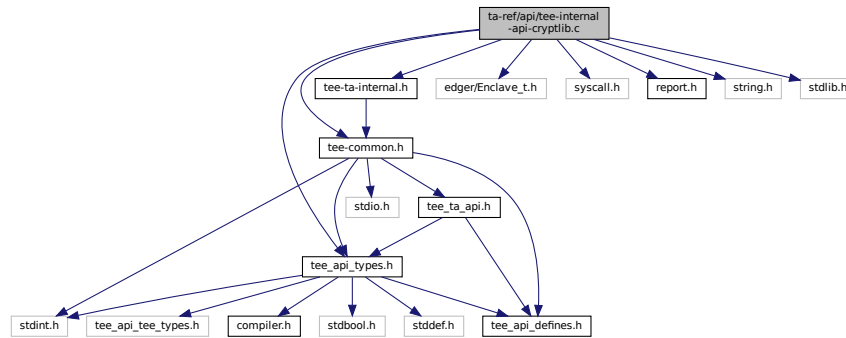 ta-ref/api/tee-internal
-api-cryptlib.c
tee-ta-internal.h
edger/Enclave_t.h
syscall.h
report.h
string.h
stdlib.h
tee-common.h
stdio.h
tee_ta_api.h
tee_api_types.h
stdint.h
tee_api_tee_types.h
compiler.h
stdbool.h
stddef.h
tee_api_defines.h